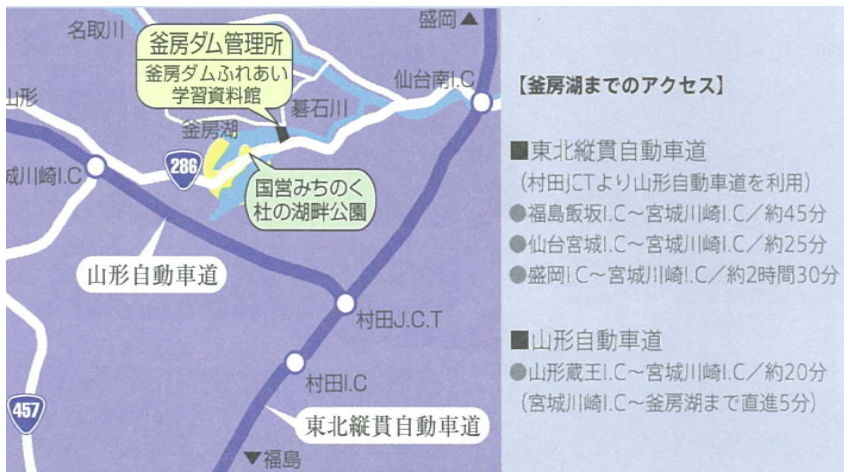 盛岡▲
名取川
釜房ダム管理所
釜房ダムふれあい
学習資料館
仙台南I.C
山形
碁石川
釜房湖
286
城川崎I.C
国営みちのく
杜の湖畔公園
山形自動車道
村田J.C.T
村田I.C
457
東北縦貫自動車道
▼福島
【釜房湖までのアクセス】
■東北縦貫自動車道
(村田JCTより山形自動車道を利用)
●福島飯坂I.C〜宮城川崎I.C/約45分
●仙台宮城I.C〜宮城川崎I.C/約25分
●盛岡I.C〜宮城川崎I.C/約2時間30分
■山形自動車道
●山形蔵王I.C〜宮城川崎I.C/約20分
(宮城川崎I.C〜釜房湖まで直進5分)